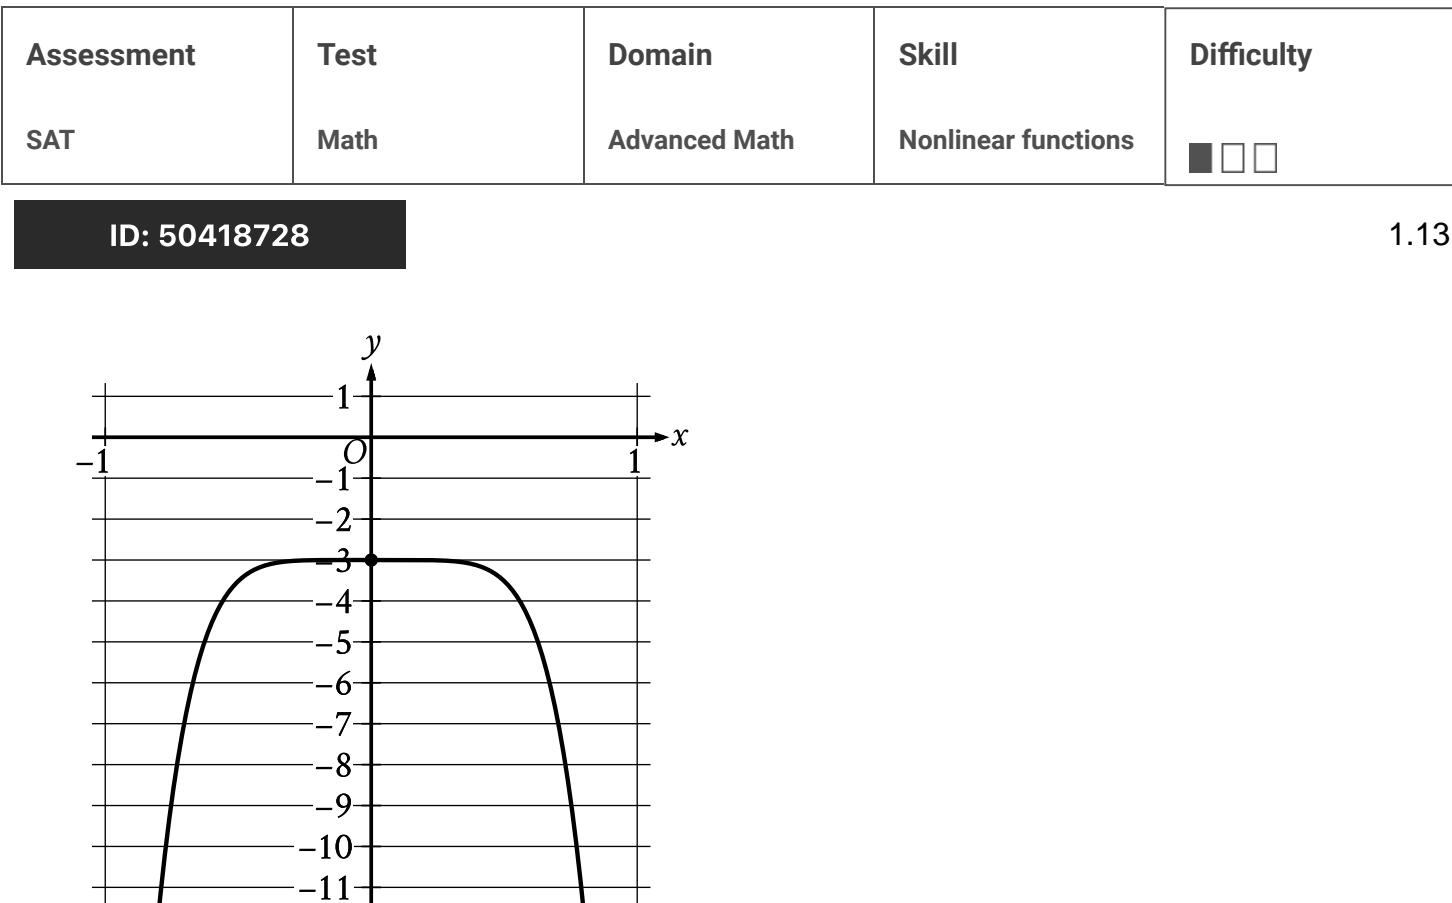 Assessment Test Domain Skill Difficulty
SAT Math Advanced Math Nonlinear functions
ID: 50418728 1.13
y
1
O x
−1 1
−1
−2
−3
−4
−5
−6
−7
−8
−9
−10
−11